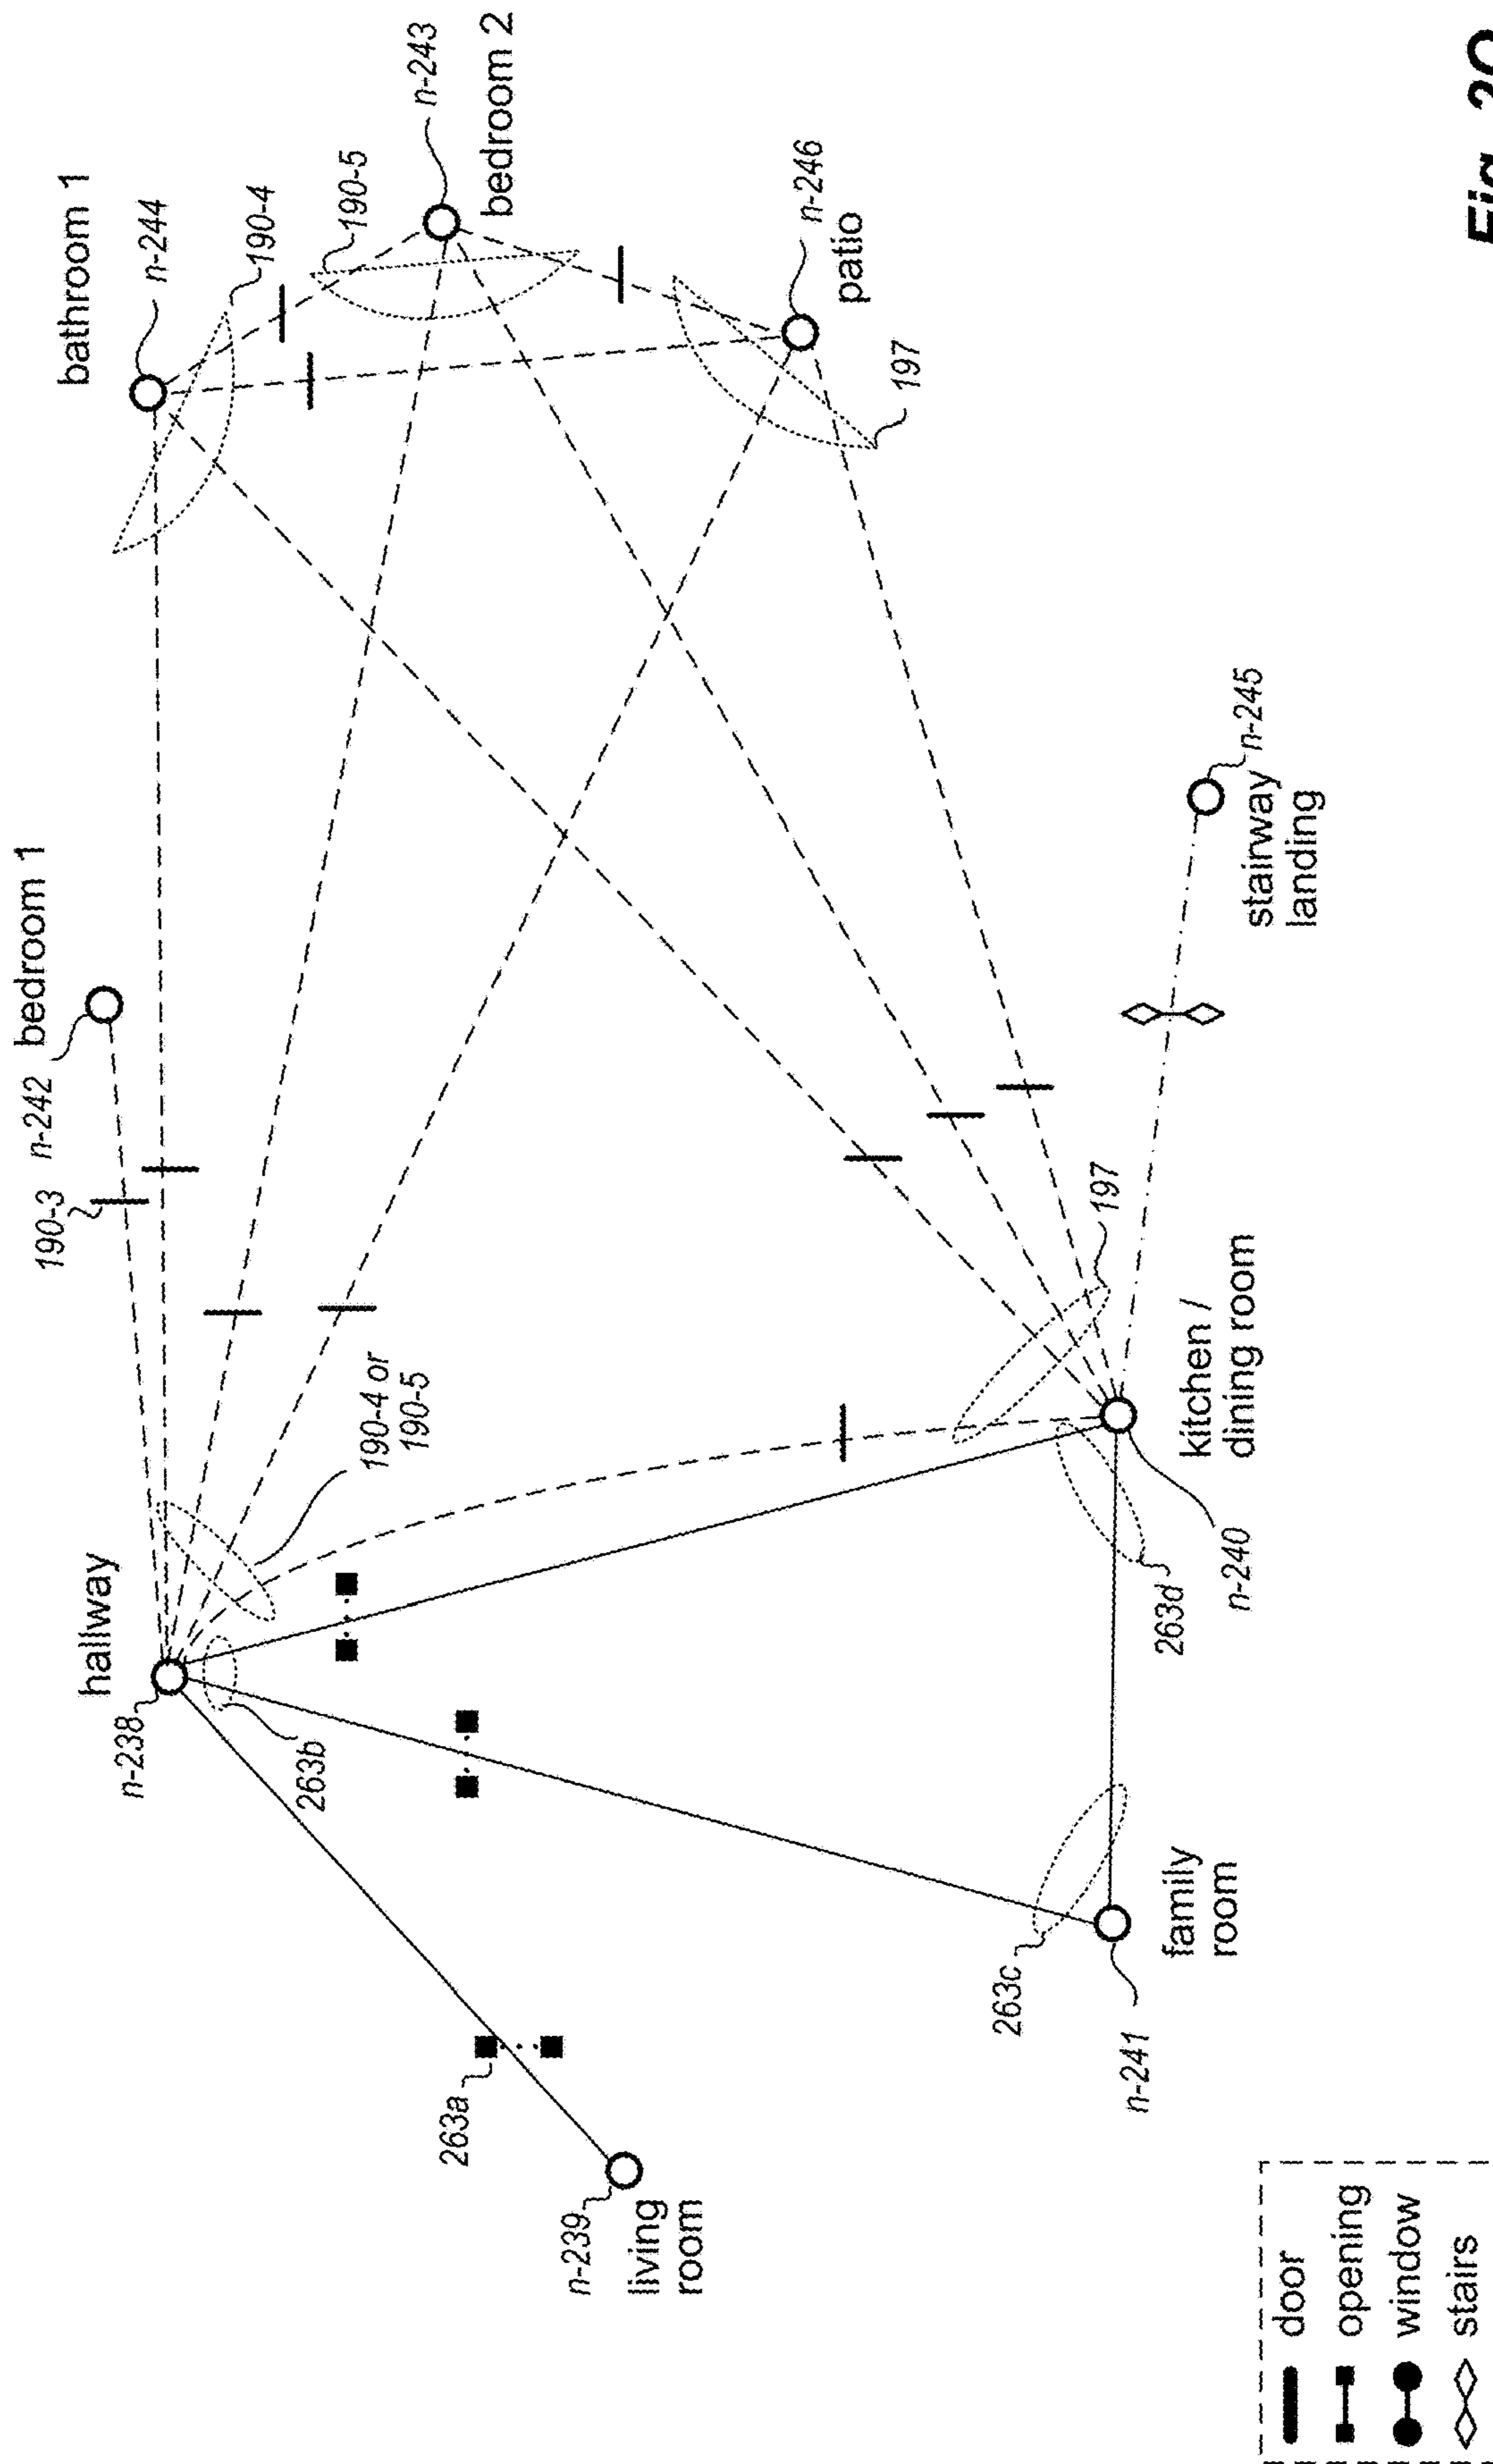 bathroom 1
n-244
190-4
190-5
n-243
bedroom 2
n-246
patio
197
n-242 bedroom 1
190-3
hallway
n-238
263b
190-4 or
190-5
197
263a
n-239
living
room
263c
n-241
family
room
263d
n-240
kitchen /
dining room
n-245
stairway
landing
door
opening
window
stairs